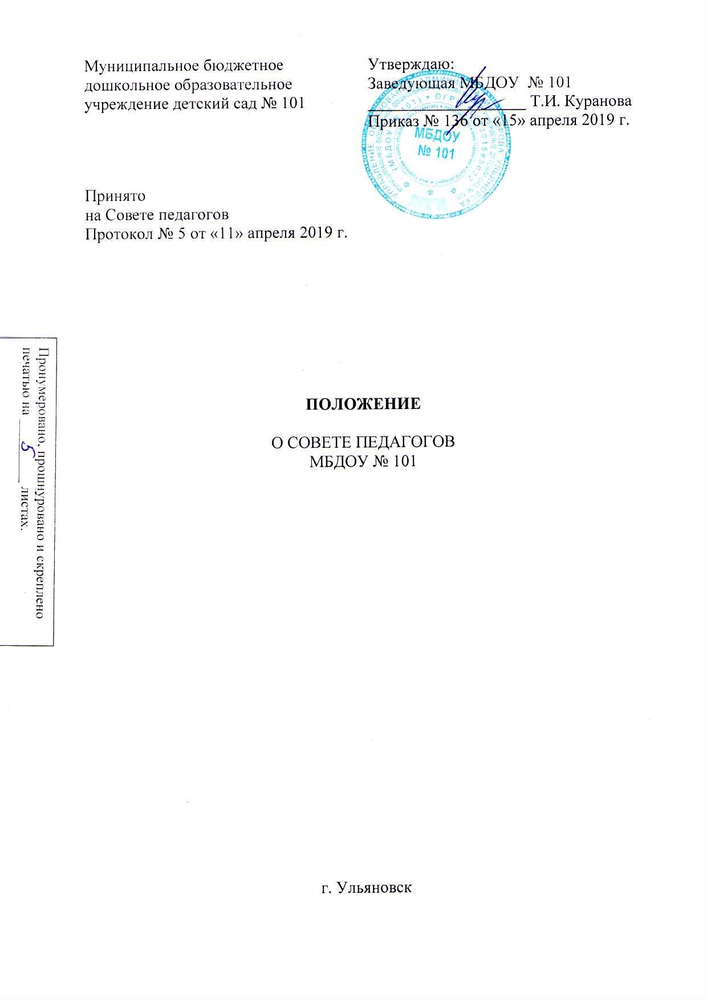 Муниципальное бюджетное
дошкольное образовательное
учреждение детский сад № 101
Утверждаю:
Заведующая МБДОУ № 101
Т.И. Куранова
Приказ № 136 от «15» апреля 2019 г.
МБДОУ
№ 101
Принято
на Совете педагогов
Протокол № 5 от «11» апреля 2019 г.
Пронумеровано, прошнуровано и скреплено
печатью на 5 листах.
ПОЛОЖЕНИЕ
О СОВЕТЕ ПЕДАГОГОВ
МБДОУ № 101
г. Ульяновск